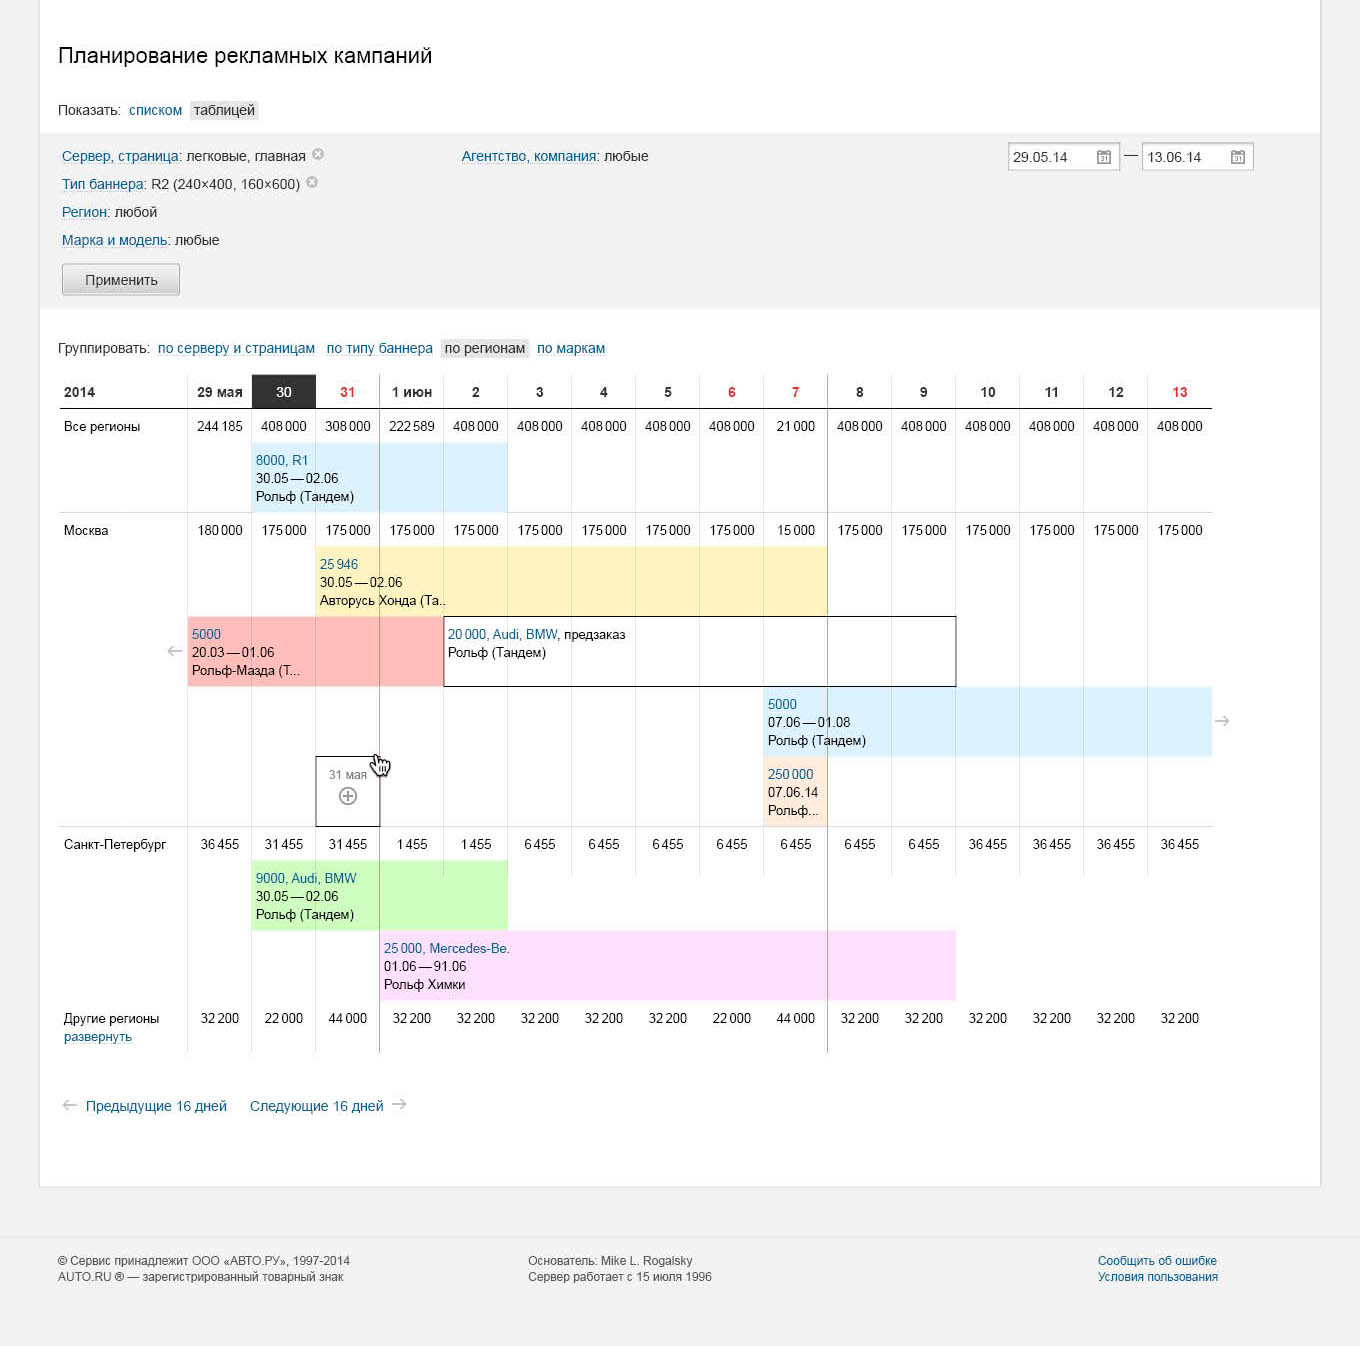 Планирование рекламных кампаний
Показать: списком таблицей
Сервер, страница: легковые, главная
Агентство, компания: любые
29.05.14 — 13.06.14
Тип баннера: R2 (240×400, 160×600)
Регион: любой
Марка и модель: любые
Применить
Группировать: по серверу и страницам по типу баннера по регионам по маркам
2014 29 мая 30 31 1 июн 2 3 4 5 6 7 8 9 10 11 12 13
Все регионы 244 185 408 000 308 000 222 589 408 000 408 000 408 000 408 000 408 000 21 000 408 000 408 000 408 000 408 000 408 000 408 000
8000, R1
30.05 — 02.06
Рольф (Тандем)
Москва 180 000 175 000 175 000 175 000 175 000 175 000 175 000 175 000 175 000 15 000 175 000 175 000 175 000 175 000 175 000 175 000
25 946
30.05 — 02.06
Авторусь Хонда (Та..
5000
20.03 — 01.06
Рольф-Мазда (Т...
20 000, Audi, BMW, предзаказ
Рольф (Тандем)
5000
07.06 — 01.08
Рольф (Тандем)
31 мая
250 000
07.06.14
Рольф...
Санкт-Петербург 36 455 31 455 31 455 1 455 1 455 6 455 6 455 6 455 6 455 6 455 6 455 6 455 36 455 36 455 36 455 36 455
9000, Audi, BMW
30.05 — 02.06
Рольф (Тандем)
25 000, Mercedes-Be.
01.06 — 91.06
Рольф Химки
Другие регионы 32 200 22 000 44 000 32 200 32 200 32 200 32 200 32 200 22 000 44 000 32 200 32 200 32 200 32 200 32 200 32 200
развернуть
← Предыдущие 16 дней Следующие 16 дней →
© Сервис принадлежит ООО «АВТО.РУ», 1997-2014
AUTO.RU ® — зарегистрированный товарный знак
Основатель: Mike L. Rogalsky
Сервер работает с 15 июля 1996
Сообщить об ошибке
Условия пользования